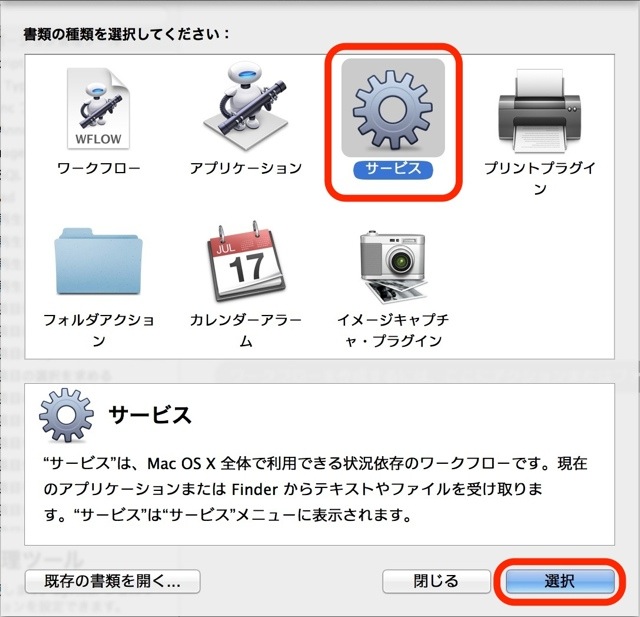 書類の種類を選択してください：
WFLOW
ワークフロー
アプリケーション
サービス
プリントプラグイ
ン
JUL
17
フォルダアクショ
ン
カレンダーアラー
ム
イメージキャプチ
ャ・プラグイン
サービス
“サービス”は、Mac OS X 全体で利用できる状況依存のワークフローです。現在
のアプリケーションまたは Finder からテキストやファイルを受け取りま
す。“サービス”は“サービス”メニューに表示されます。
既存の書類を開く...
閉じる
選択